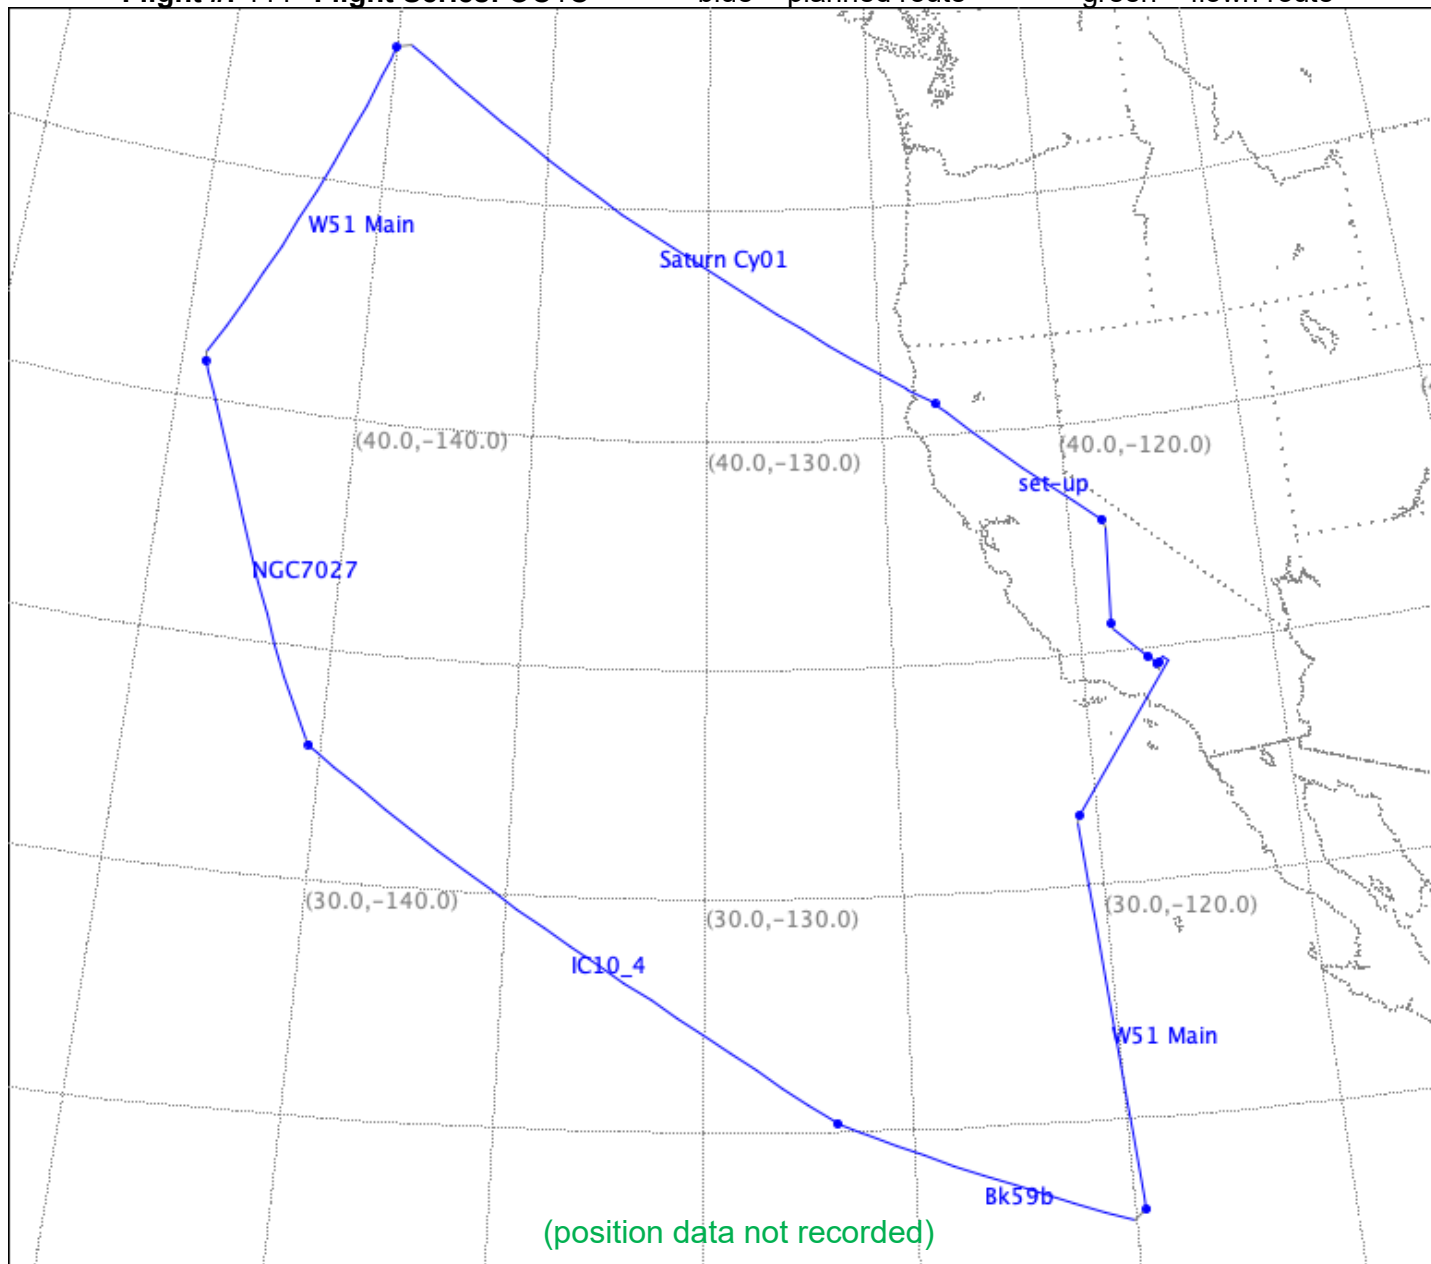 W51 Main
Saturn Cy01
(40.0,-140.0)
(40.0,-130.0)
(40.0,-120.0)
set-up
NGC7027
(30.0,-140.0)
(30.0,-130.0)
(30.0,-120.0)
IC10_4
W51 Main
Bk59b
(position data not recorded)